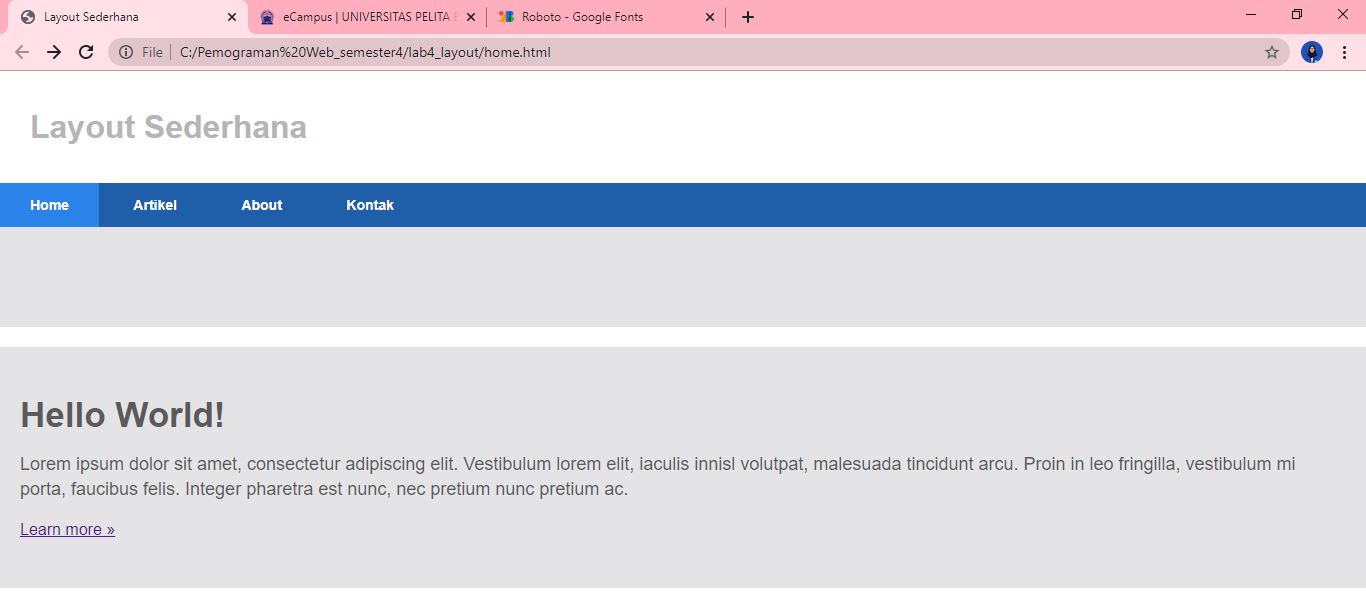 Layout Sederhana
eCampus | UNIVERSITAS PELITA
Roboto - Google Fonts
File
C:/Pemograman%20Web_semester4/lab4_layout/home.html
Layout Sederhana
Home Artikel About Kontak
Hello World!
Lorem ipsum dolor sit amet, consectetur adipiscing elit. Vestibulum lorem elit, iaculis innisl volutpat, malesuada tincidunt arcu. Proin in leo fringilla, vestibulum mi
porta, faucibus felis. Integer pharetra est nunc, nec pretium nunc pretium ac.
Learn more »